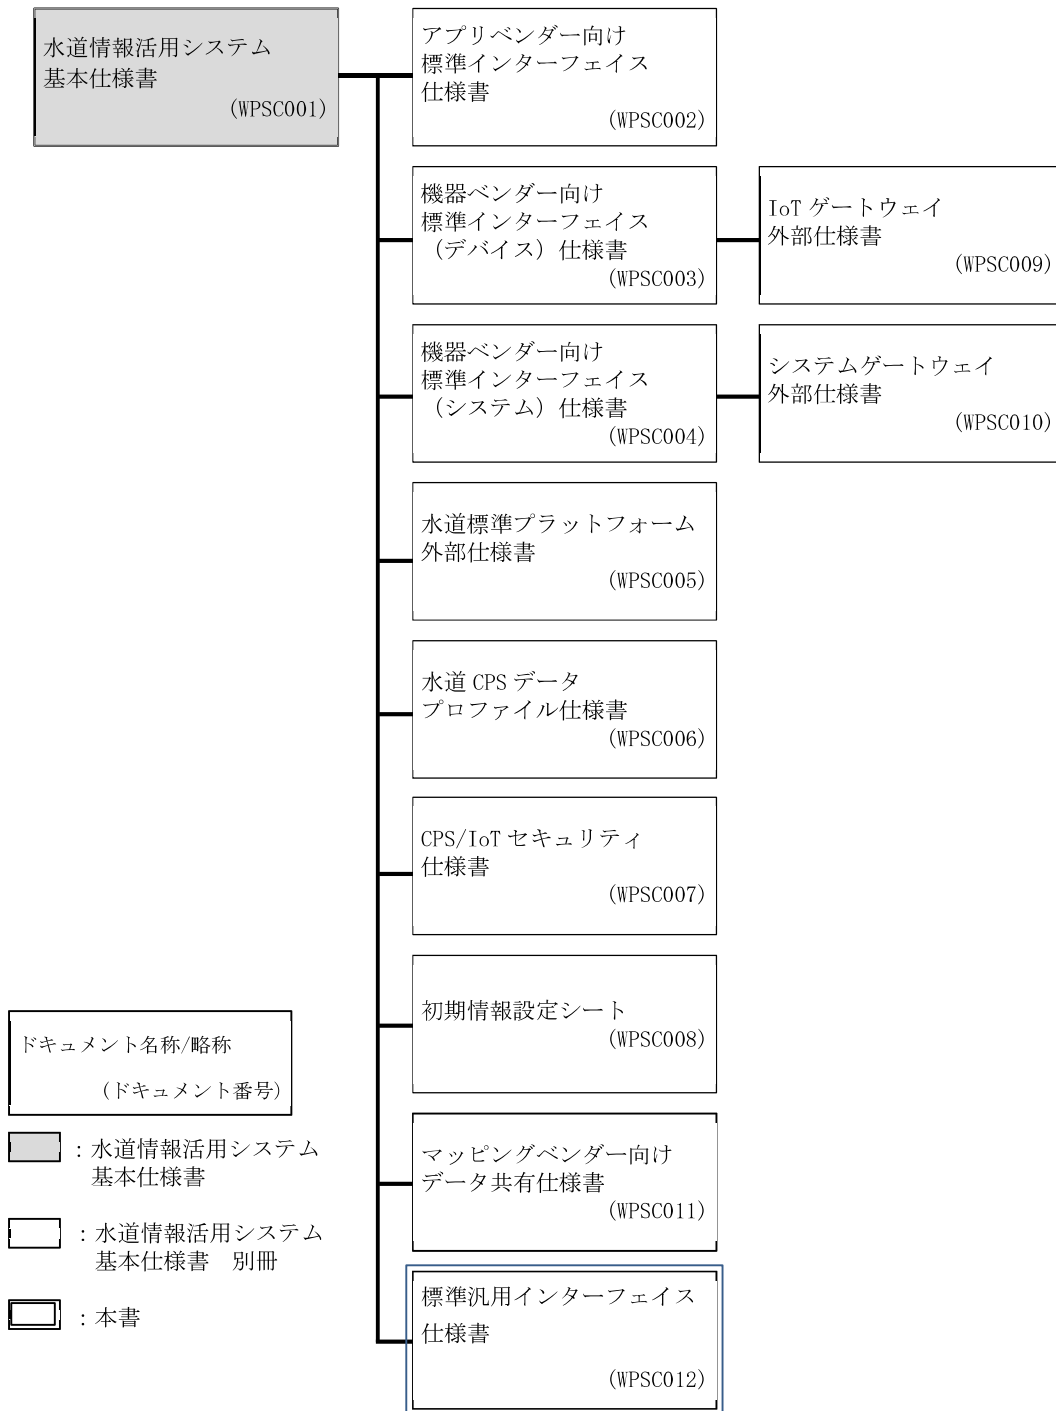 水道情報活用システム
基本仕様書
(WPSC001)
アプリベンダー向け
標準インターフェイス
仕様書
(WPSC002)
機器ベンダー向け
標準インターフェイス
（デバイス）仕様書
(WPSC003)
IoT ゲートウェイ
外部仕様書
(WPSC009)
機器ベンダー向け
標準インターフェイス
（システム）仕様書
(WPSC004)
システムゲートウェイ
外部仕様書
(WPSC010)
水道標準プラットフォーム
外部仕様書
(WPSC005)
水道 CPS データ
プロファイル仕様書
(WPSC006)
CPS/IoT セキュリティ
仕様書
(WPSC007)
初期情報設定シート
(WPSC008)
マッピングベンダー向け
データ共有仕様書
(WPSC011)
標準汎用インターフェイス
仕様書
(WPSC012)
ドキュメント名称/略称
(ドキュメント番号)
：水道情報活用システム
基本仕様書
：水道情報活用システム
基本仕様書　別冊
：本書